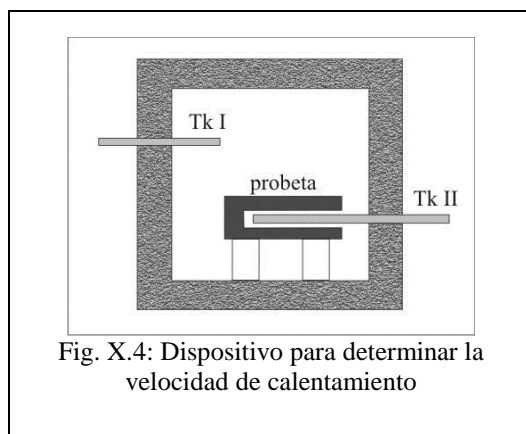 Tk I
probeta
Tk II
Fig. X.4: Dispositivo para determinar la
velocidad de calentamiento